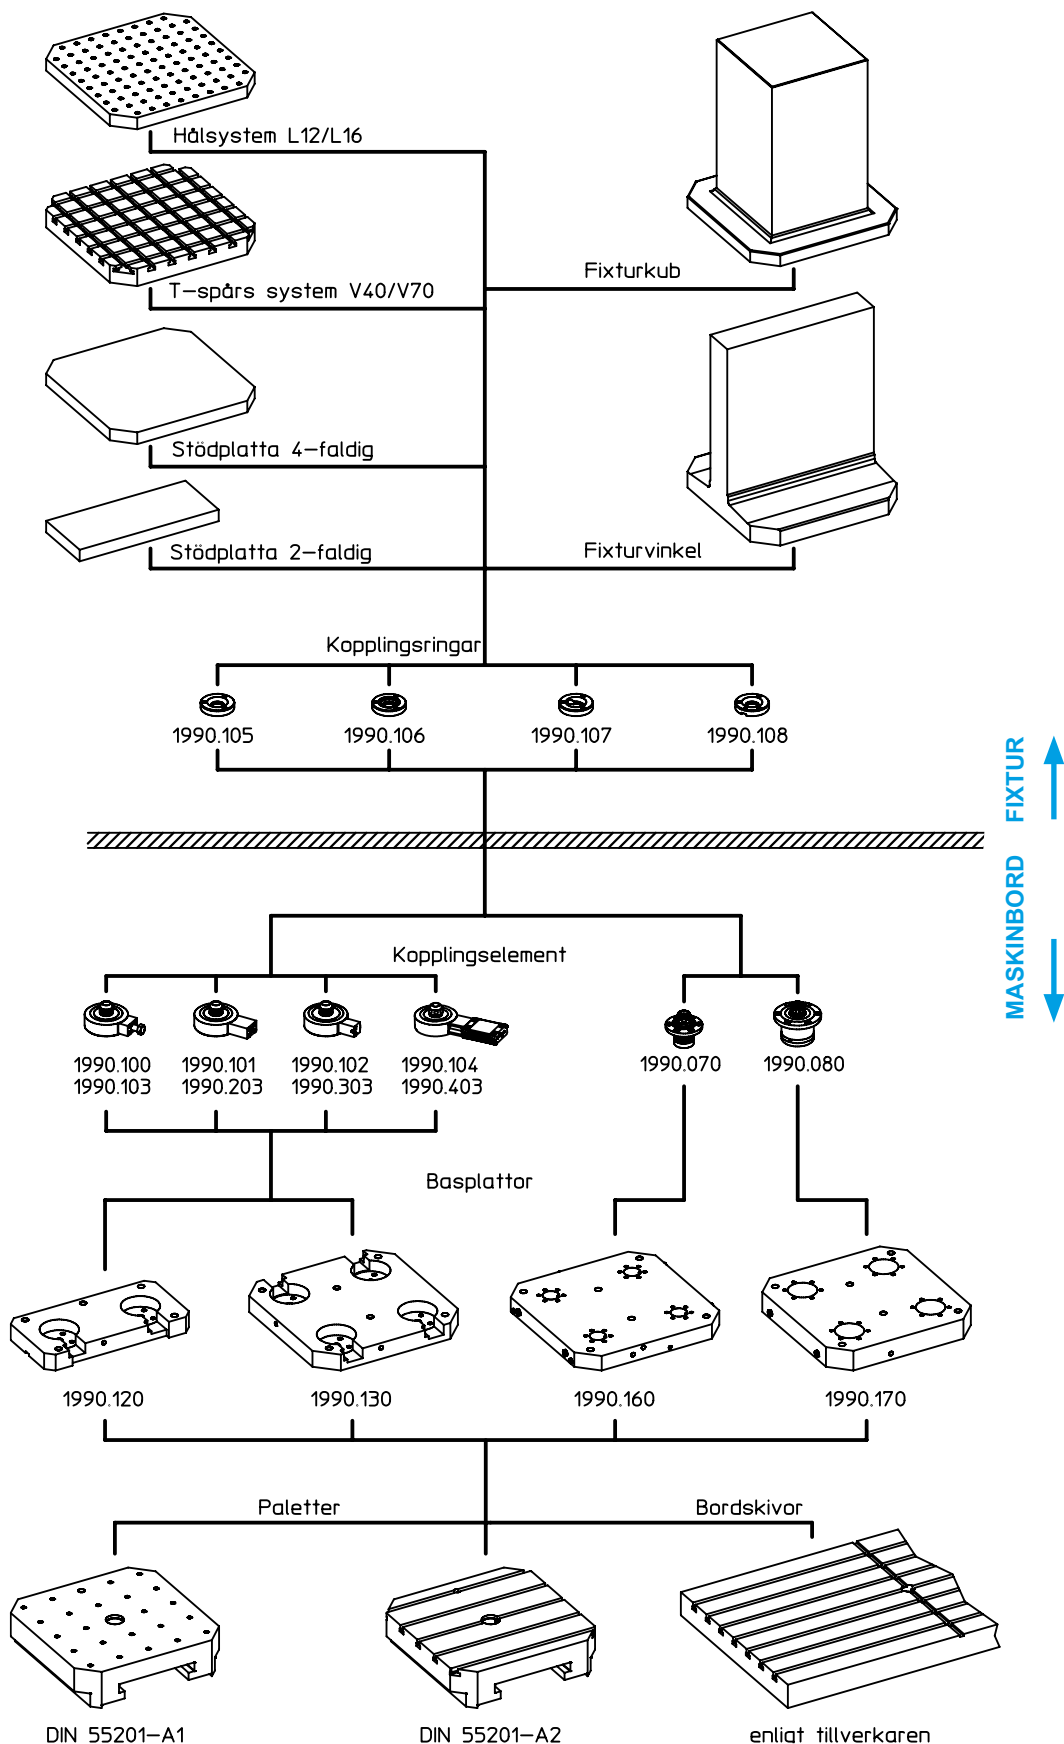 Hålsystem L12/L16
T-spårs system V40/V70
Fixturkub
Stödplatta 4-faldig
Stödplatta 2-faldig
Fixturvinkel
Kopplingsringar
1990.105
1990.106
1990.107
1990.108
FIXTUR
MASKINBORD
Kopplingselement
1990.100
1990.103
1990.101
1990.203
1990.102
1990.303
1990.104
1990.403
1990.070
1990.080
Basplattor
1990.120
1990.130
1990.160
1990.170
Paletter
Bordskivor
DIN 55201-A1
DIN 55201-A2
enligt tillverkaren